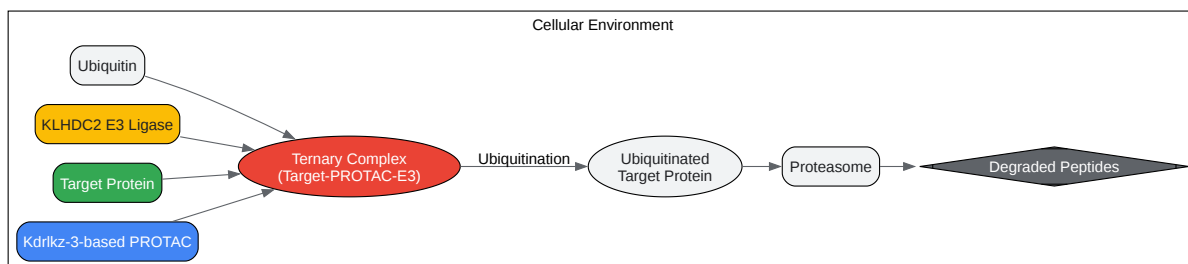 Cellular Environment
Ubiquitin
KLHDC2 E3 Ligase
Target Protein
Kdrlkz-3-based PROTAC
Ternary Complex
(Target-PROTAC-E3)
Ubiquitination
Ubiquitinated
Target Protein
Proteasome
Degraded Peptides